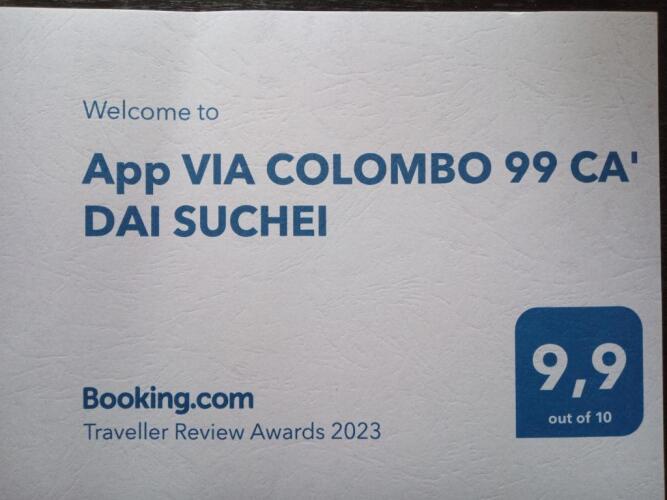 Welcome to
App VIA COLOMBO 99 CA'
DAI SUCHEI
9,9
out of 10
Booking.com
Traveller Review Awards 2023